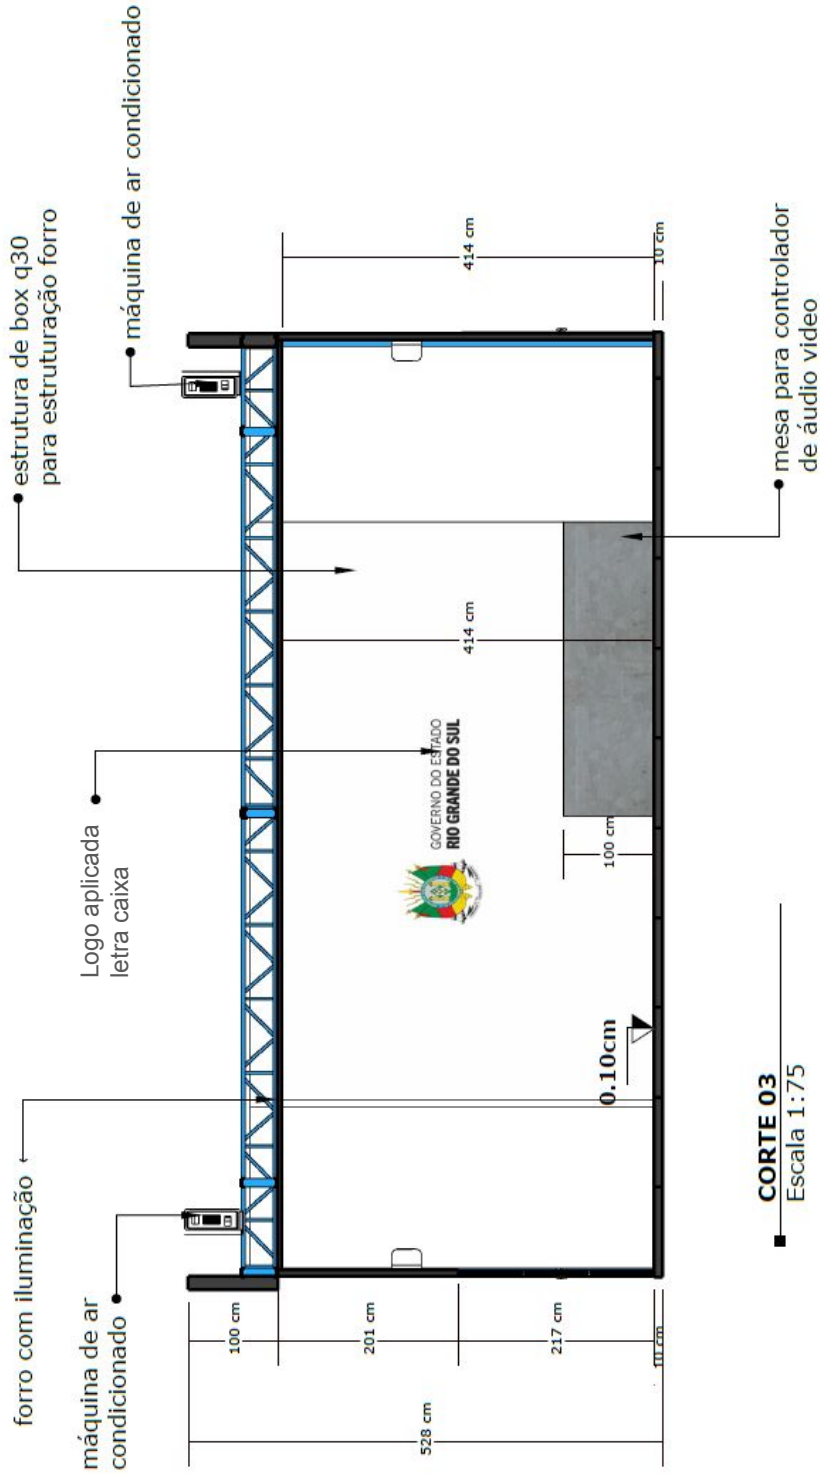 forro com iluminação
máquina de ar
condicionado
Logo aplicada
letra caixa
estrutura de box q30
para estruturação forro
máquina de ar condicionado
528 cm
100 cm
201 cm
217 cm
10 cm
GOVERNO DO ESTADO
RIO GRANDE DO SUL
414 cm
100 cm
0.10cm
414 cm
10 cm
mesa para controlador
de áudio video
CORTE 03
Escala 1:75